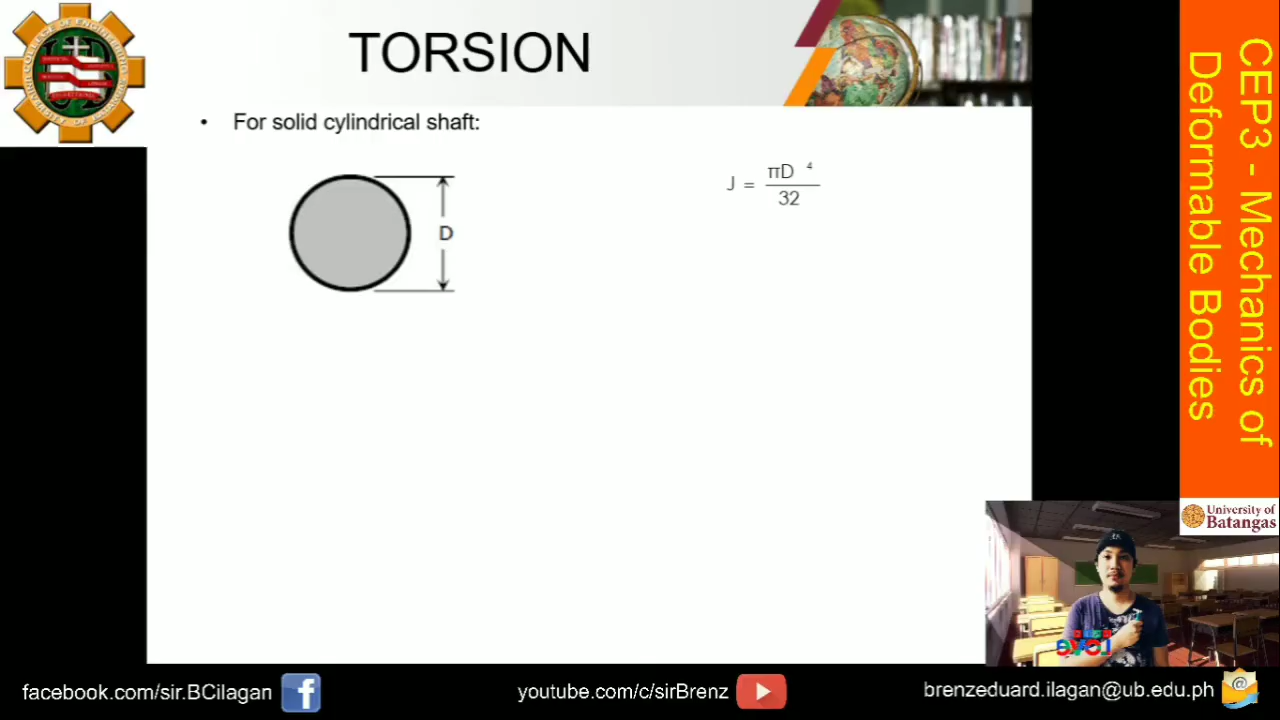 TORSION
• For solid cylindrical shaft:
D
J = πD⁴/32
CEP3 - Mechanics of
Deformable Bodies
University of
Batangas
facebook.com/sir.BCilagan
youtube.com/c/sirBrenz
brenzeduard.ilagan@ub.edu.ph